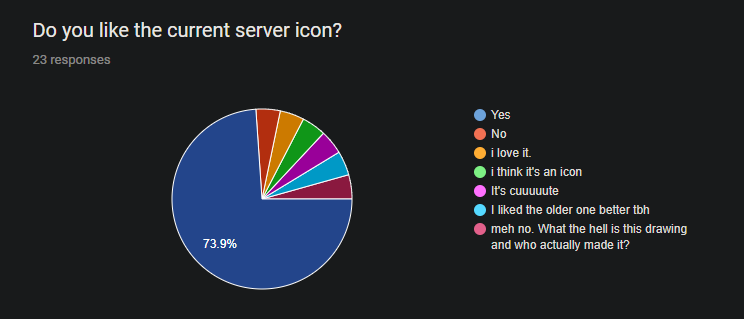 Do you like the current server icon?
23 responses
73.9%
Yes
No
i love it.
i think it's an icon
It's cuuuuute
I liked the older one better tbh
meh no. What the hell is this drawing
and who actually made it?